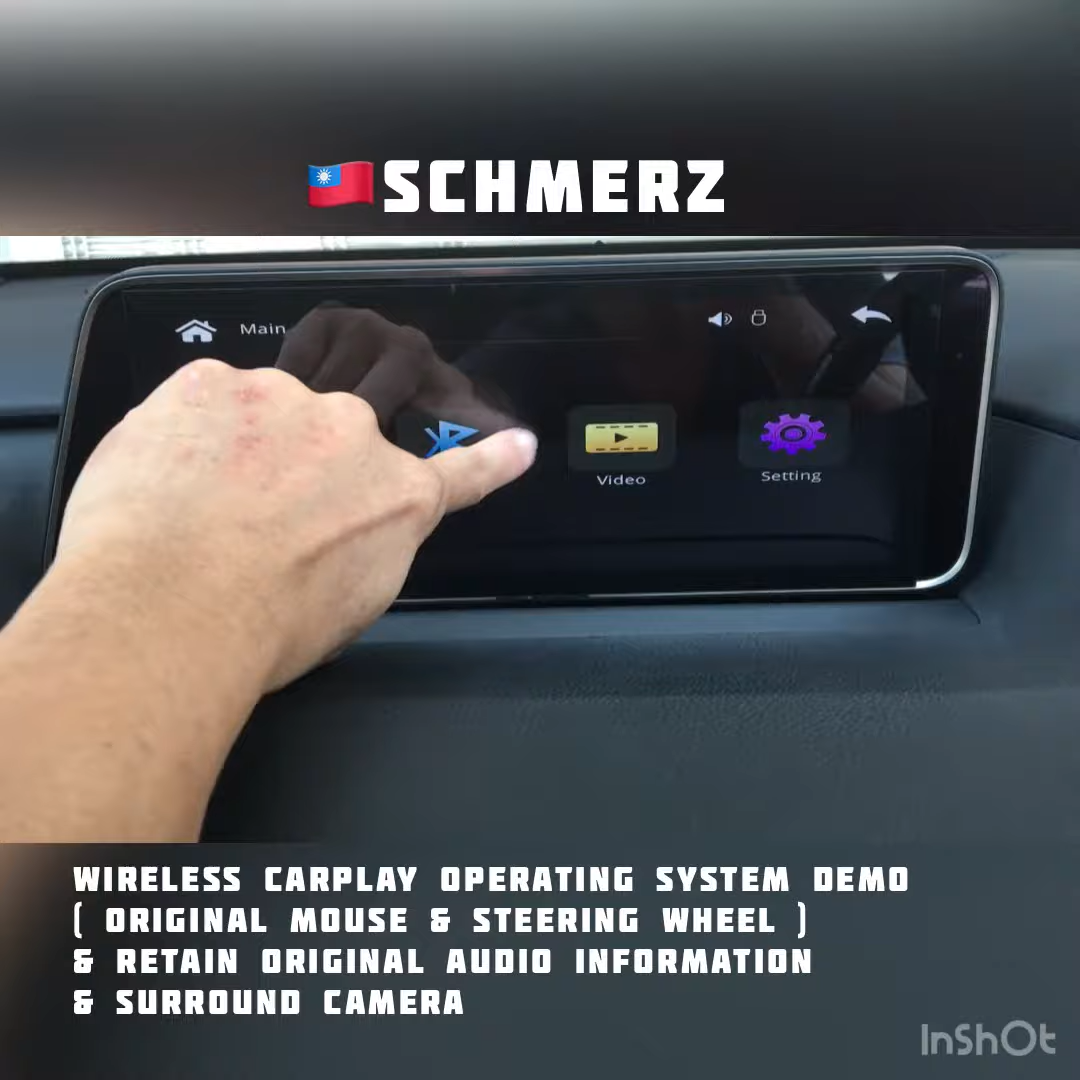 SCHMERZ
Main
Video
Setting
WIRELESS CARPLAY OPERATING SYSTEM DEMO
( ORIGINAL MOUSE & STEERING WHEEL )
& RETAIN ORIGINAL AUDIO INFORMATION
& SURROUND CAMERA
InShOt